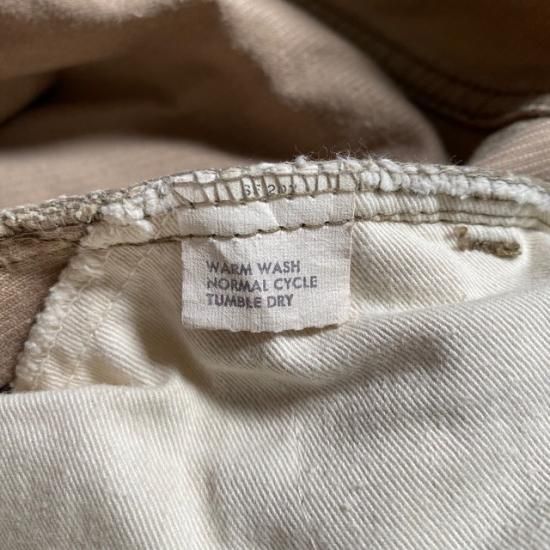 WARM WASH
NORMAL CYCLE
TUMBLE DRY